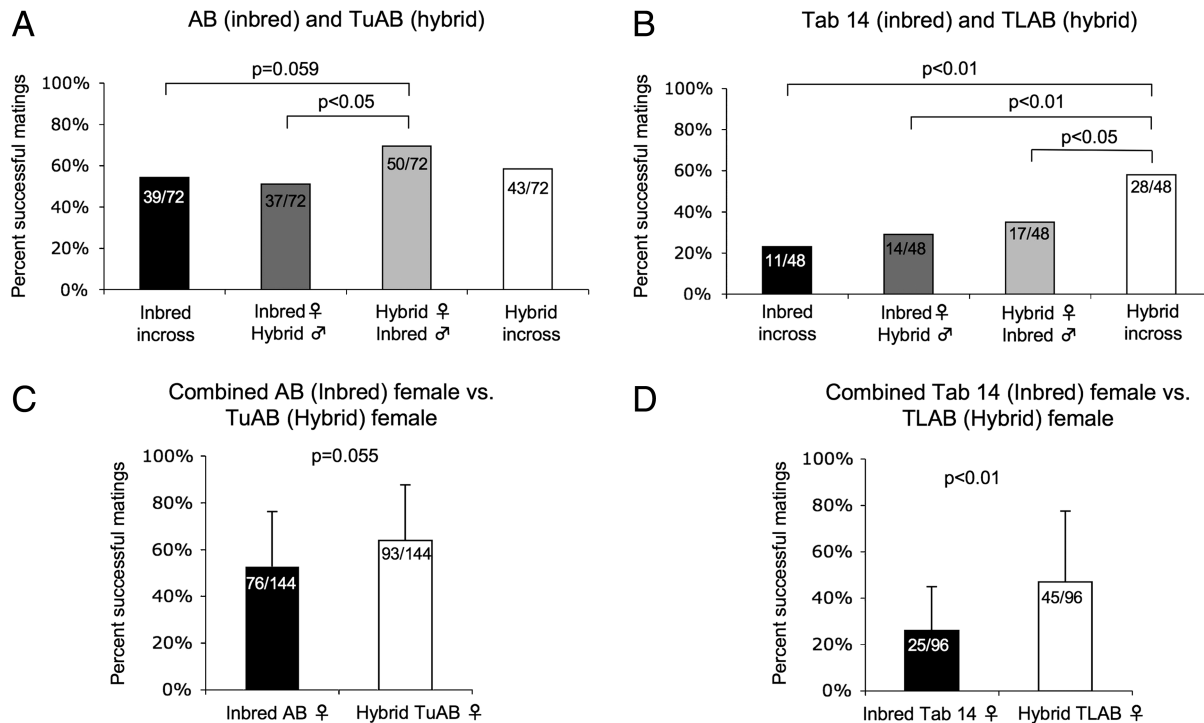 A
AB (inbred) and TuAB (hybrid)
p=0.059
p<0.05
Percent successful matings
100%
80%
60%
40%
20%
0%
39/72
37/72
50/72
43/72
Inbred
incross
Inbred♀
Hybrid ♂
Hybrid ♀
Inbred ♂
Hybrid
incross
B
Tab 14 (inbred) and TLAB (hybrid)
p<0.01
p<0.01
p<0.05
Percent successful matings
100%
80%
60%
40%
20%
0%
11/48
14/48
17/48
28/48
Inbred
incross
Inbred♀
Hybrid ♂
Hybrid ♀
Inbred ♂
Hybrid
incross
C
Combined AB (Inbred) female vs.
TuAB (Hybrid) female
p=0.055
Percent successful matings
100%
80%
60%
40%
20%
0%
76/144
93/144
Inbred AB ♀
Hybrid TuAB ♀
D
Combined Tab 14 (Inbred) female vs.
TLAB (Hybrid) female
p<0.01
Percent successful matings
100%
80%
60%
40%
20%
0%
25/96
45/96
Inbred Tab 14 ♀
Hybrid TLAB ♀